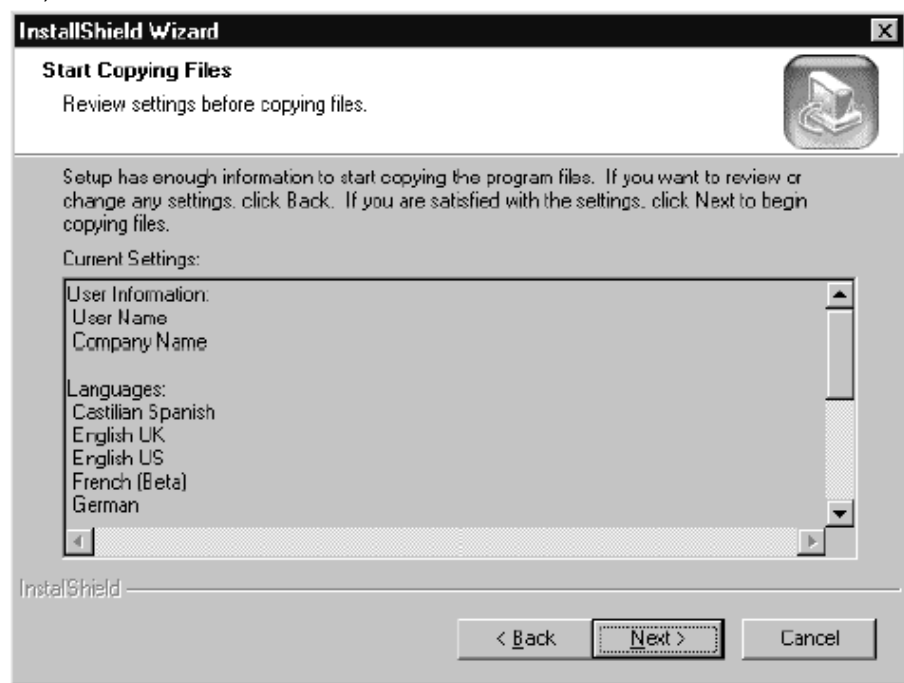 InstallShield Wizard
Start Copying Files
Review settings before copying files.
Setup has enough information to start copying the program files. If you want to review or
change any settings, click Back. If you are satisfied with the settings, click Next to begin
copying files.
Current Settings:
User Information:
User Name
Company Name
Languages:
Castilian Spanish
English UK
English US
French (Beta)
German
InstallShield
< Back
Next >
Cancel